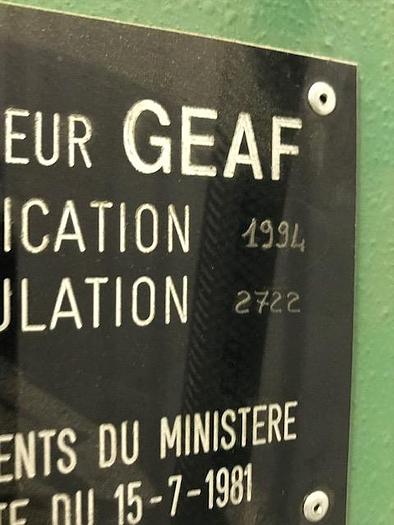 EUR GEAF
ICATION 1994
ULATION 2722
ENTS DU MINISTERE
TE DU 15-7-1981